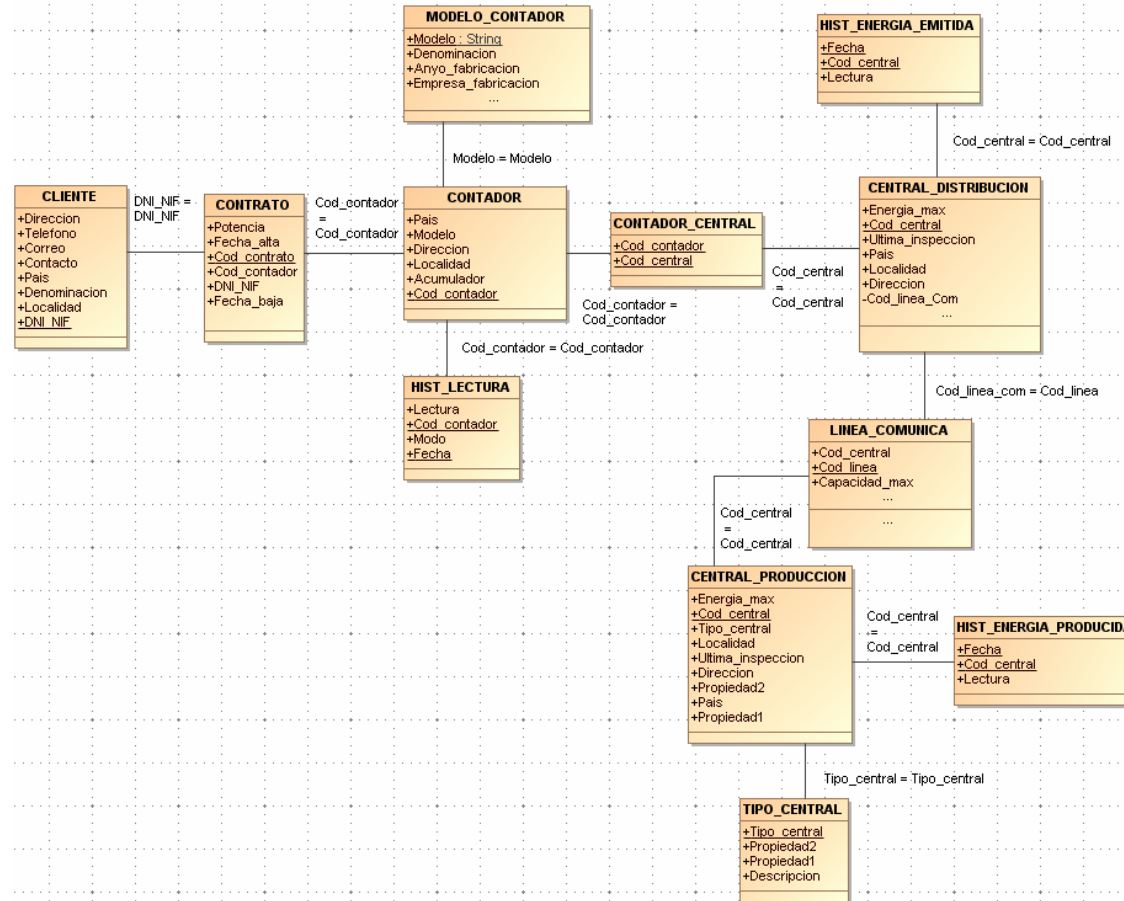 MODELO_CONTADOR
+Modelo : String
+Denominacion
+Anyo_fabricacion
+Empresa_fabricacion
...
HIST_ENERGIA_EMITIDA
+Fecha
+Cod_central
+Lectura
Modelo = Modelo
Cod_central = Cod_central
CLIENTE
+Direccion
+Telefono
+Correo
+Contacto
+Pais
+Denominacion
+Localidad
+DNI_NIF
DNI_NIF =
DNI_NIF
CONTRATO
+Potencia
+Fecha_alta
+Cod_contrato
+Cod_contador
+DNI_NIF
+Fecha_baja
Cod_contador
=
Cod_contador
CONTADOR
+Pais
+Modelo
+Direccion
+Localidad
+Acumulador
+Cod_contador
CONTADOR_CENTRAL
+Cod_contador
+Cod_central
Cod_contador =
Cod_contador
Cod_central
=
Cod_central
CENTRAL_DISTRIBUCION
+Energia_max
+Cod_central
+Ultima_inspeccion
+Pais
+Localidad
+Direccion
-Cod_linea_Com
...
Cod_contador = Cod_contador
HIST_LECTURA
+Lectura
+Cod_contador
+Modo
+Fecha
Cod_linea_com = Cod_linea
LINEA_COMUNICA
+Cod_central
+Cod_linea
+Capacidad_max
...
...
Cod_central
=
Cod_central
CENTRAL_PRODUCCION
+Energia_max
+Cod_central
+Tipo_central
+Localidad
+Ultima_inspeccion
+Direccion
+Propiedad2
+Pais
+Propiedad1
Cod_central
=
Cod_central
HIST_ENERGIA_PRODUCIDA
+Fecha
+Cod_central
+Lectura
Tipo_central = Tipo_central
TIPO_CENTRAL
+Tipo_central
+Propiedad2
+Propiedad1
+Descripcion